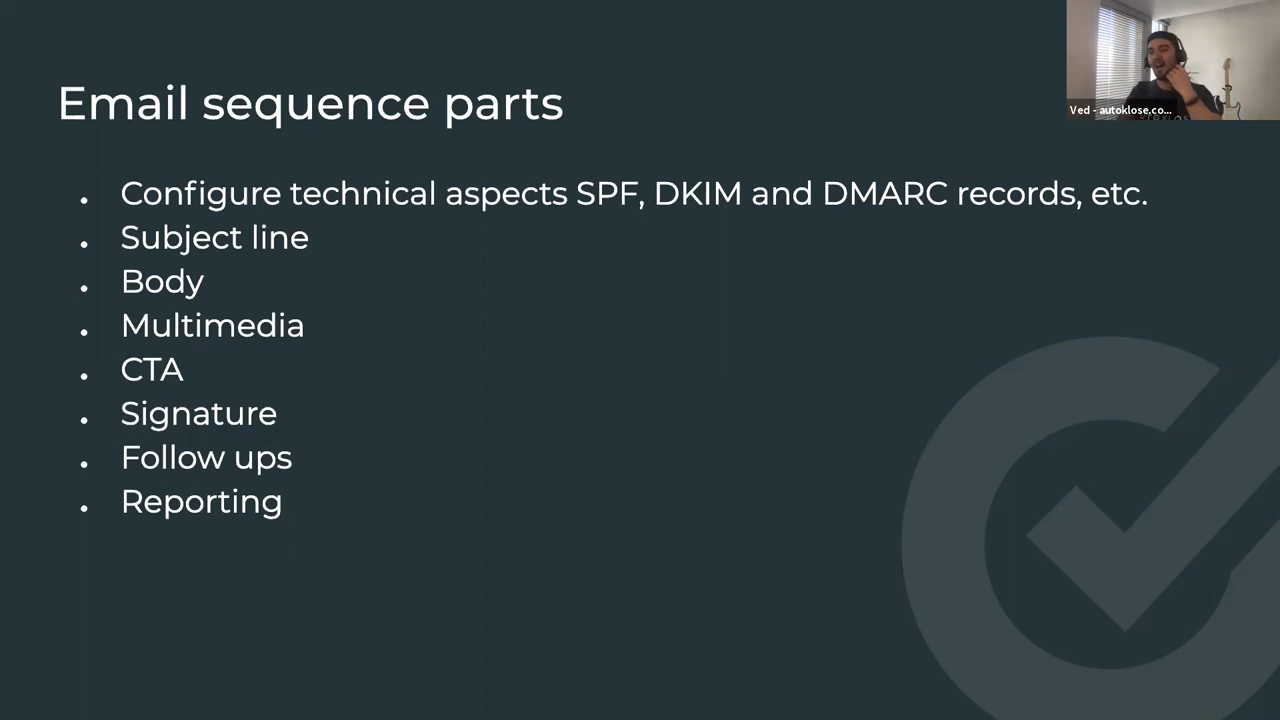 Email sequence parts
• Configure technical aspects SPF, DKIM and DMARC records, etc.
• Subject line
• Body
• Multimedia
• CTA
• Signature
• Follow ups
• Reporting
Ved - autoklose.co...